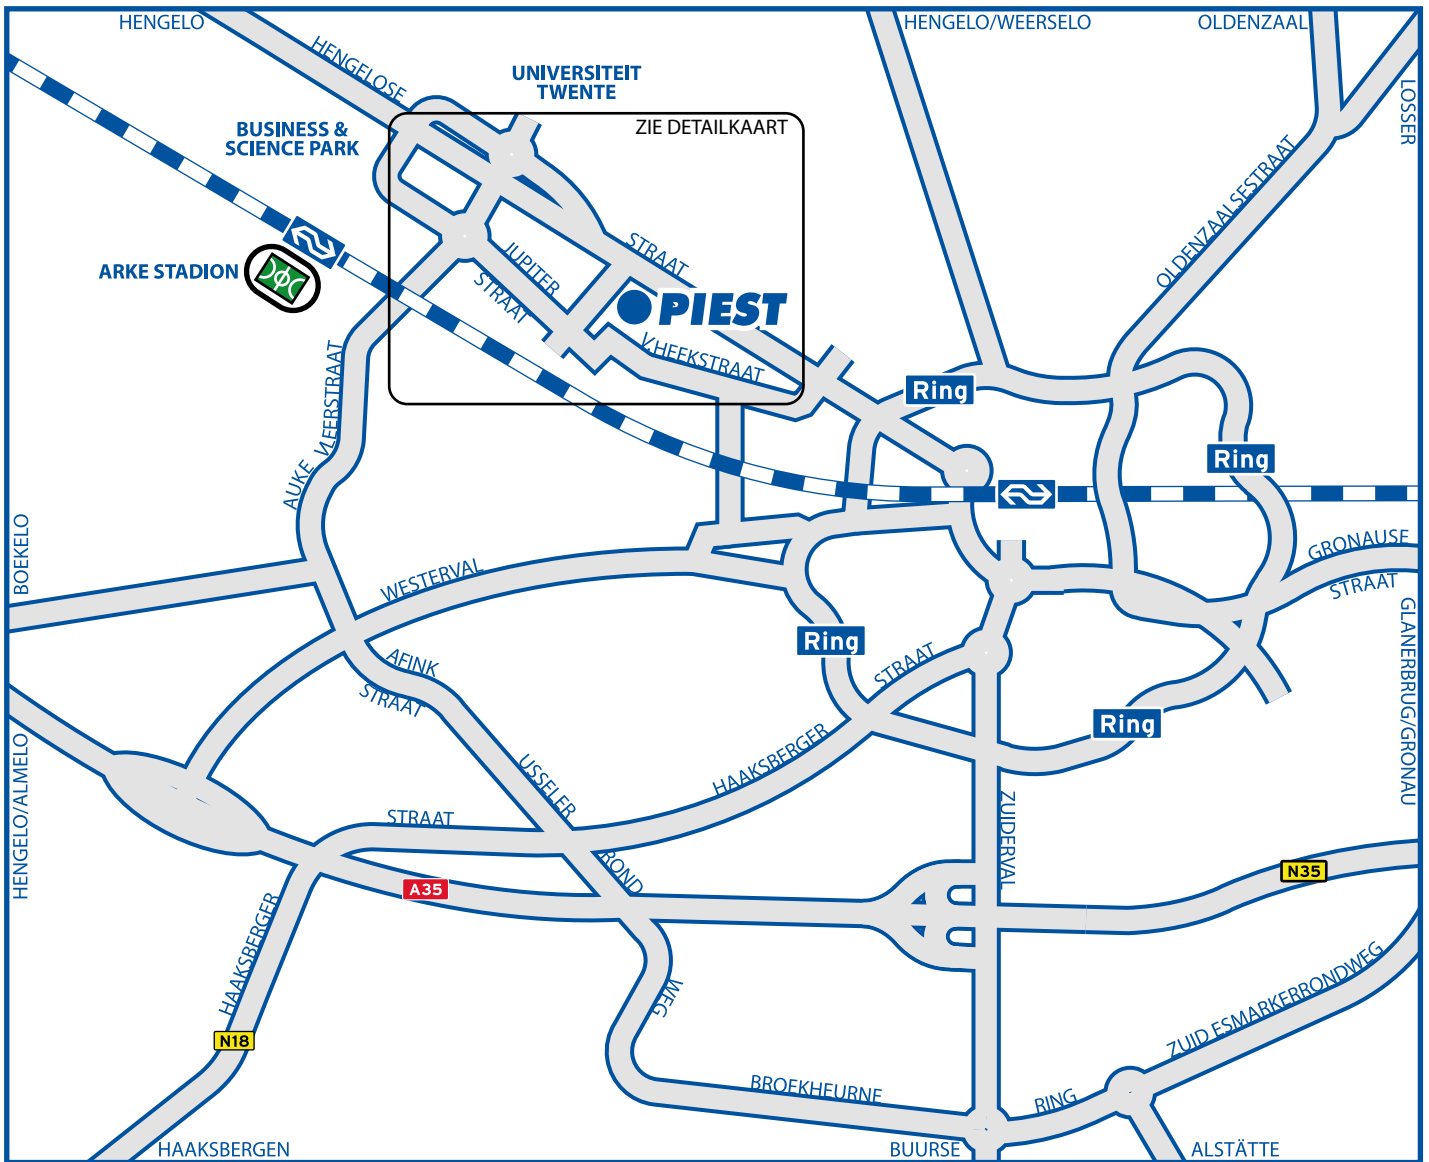 HENGELO
HENGELO/WEERSELO
OLDENZAAL
LOSSER
HENGELOSE
STRAAT
UNIVERSITEIT
TWENTE
BUSINESS &
SCIENCE PARK
ZIE DETAILKAART
ARKE STADION
JUPITER
STRAAT
PIEST
V.HEEKSTRAAT
OLDENZAALSESTRAAT
Ring
Ring
AUKE VLEERSTRAAT
BOEKELO
WESTERVAL
GRONAUSE
STRAAT
GLANERBRUG/GRONAU
Ring
AFINK
STRAAT
HAAKSBERGER
STRAAT
Ring
HENGELO/ALMELO
USSELER
ROND
WEG
STRAAT
ZUIDERVAL
A35
N35
HAAKSBERGER
N18
ZUID ESMARKERRONDWEG
BROEKHEURNE
RING
HAAKSBERGEN
BUURSE
ALSTÄTTE